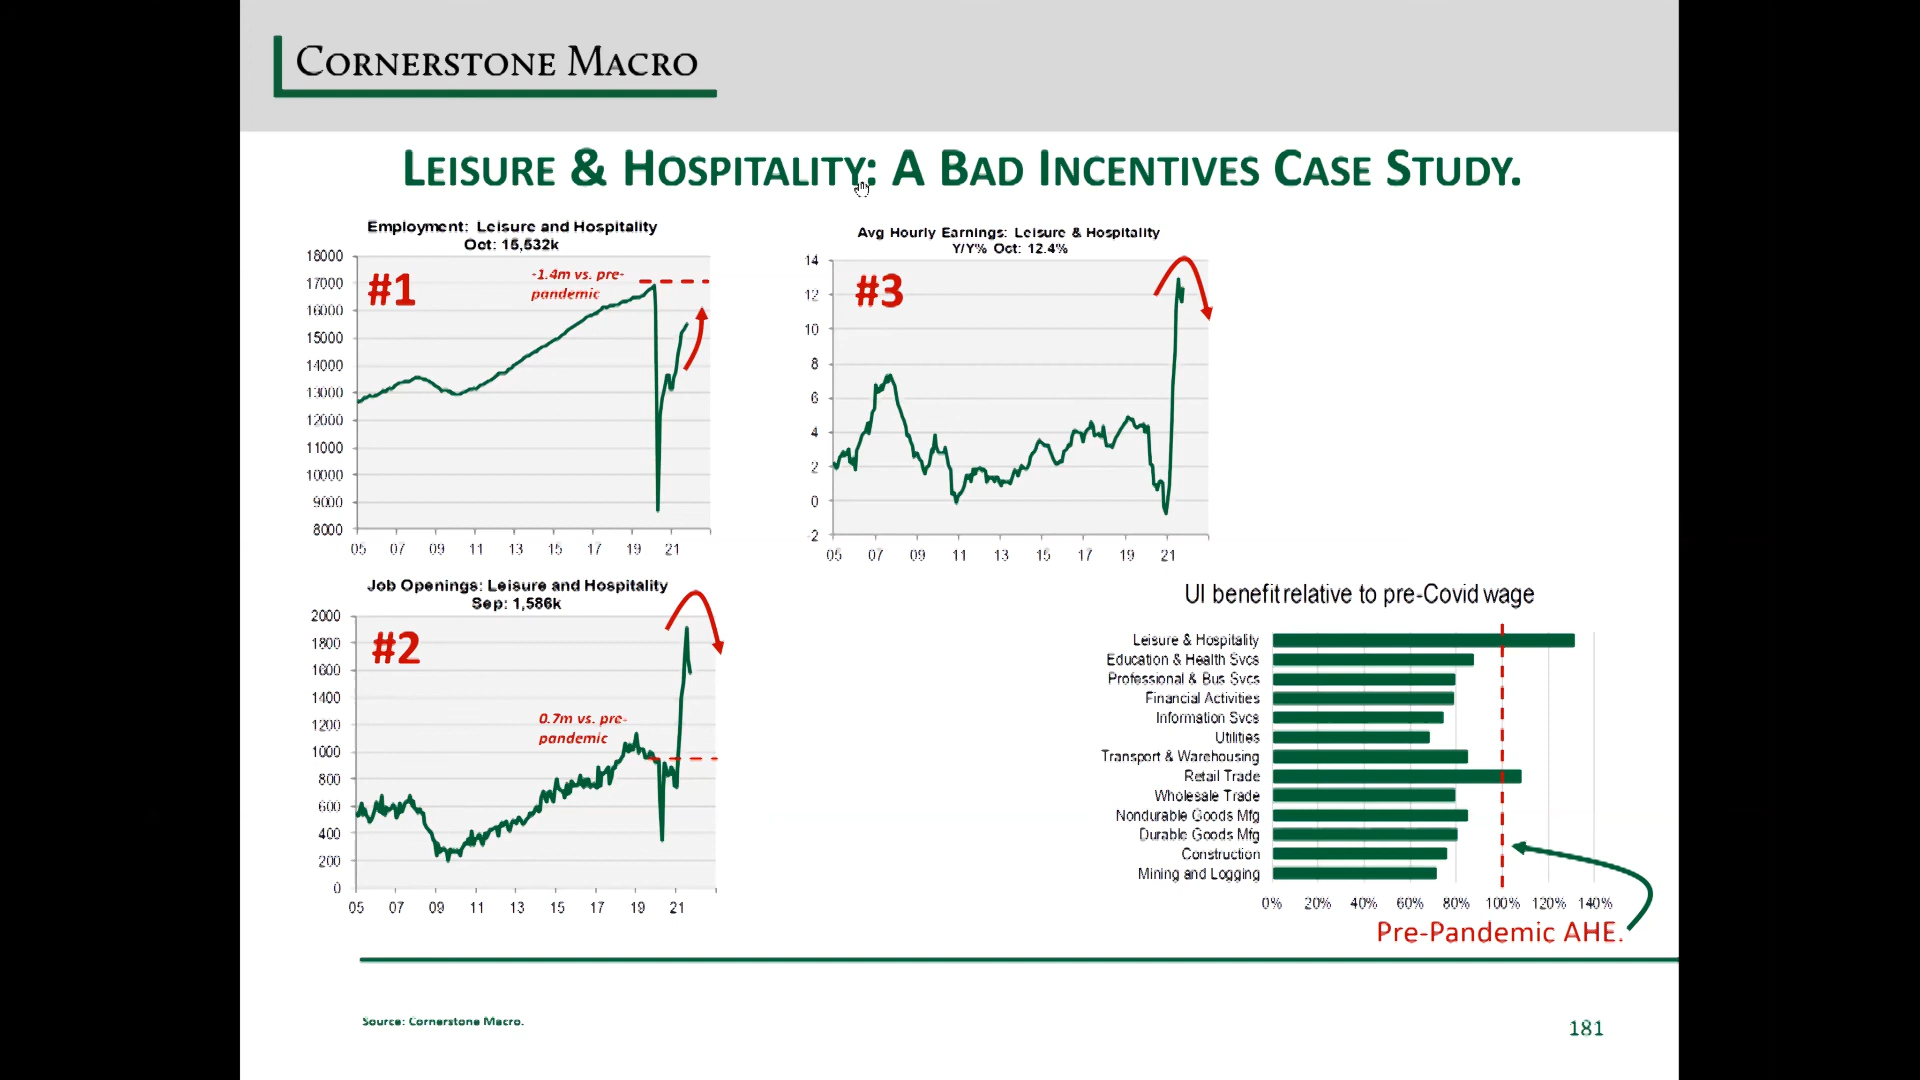 CORNERSTONE MACRO
LEISURE & HOSPITALITY: A BAD INCENTIVES CASE STUDY.
Employment: Leisure and Hospitality
Oct: 15,532k
18000
17000
16000
15000
14000
13000
12000
11000
10000
9000
8000
#1
-1.4m vs. pre-
pandemic
05 07 09 11 13 15 17 19 21
Avg Hourly Earnings: Leisure & Hospitality
Y/Y% Oct: 12.4%
14
12
10
8
6
4
2
0
-2
#3
05 07 09 11 13 15 17 19 21
Job Openings: Leisure and Hospitality
Sep: 1,586k
2000
1800
1600
1400
1200
1000
800
600
400
200
0
#2
0.7m vs. pre-
pandemic
05 07 09 11 13 15 17 19 21
UI benefit relative to pre-Covid wage
Leisure & Hospitality
Education & Health Svcs
Professional & Bus Svcs
Financial Activities
Information Svcs
Utilities
Transport & Warehousing
Retail Trade
Wholesale Trade
Nondurable Goods Mfg
Durable Goods Mfg
Construction
Mining and Logging
0% 20% 40% 60% 80% 100% 120% 140%
Pre-Pandemic AHE.
Source: Cornerstone Macro.
181